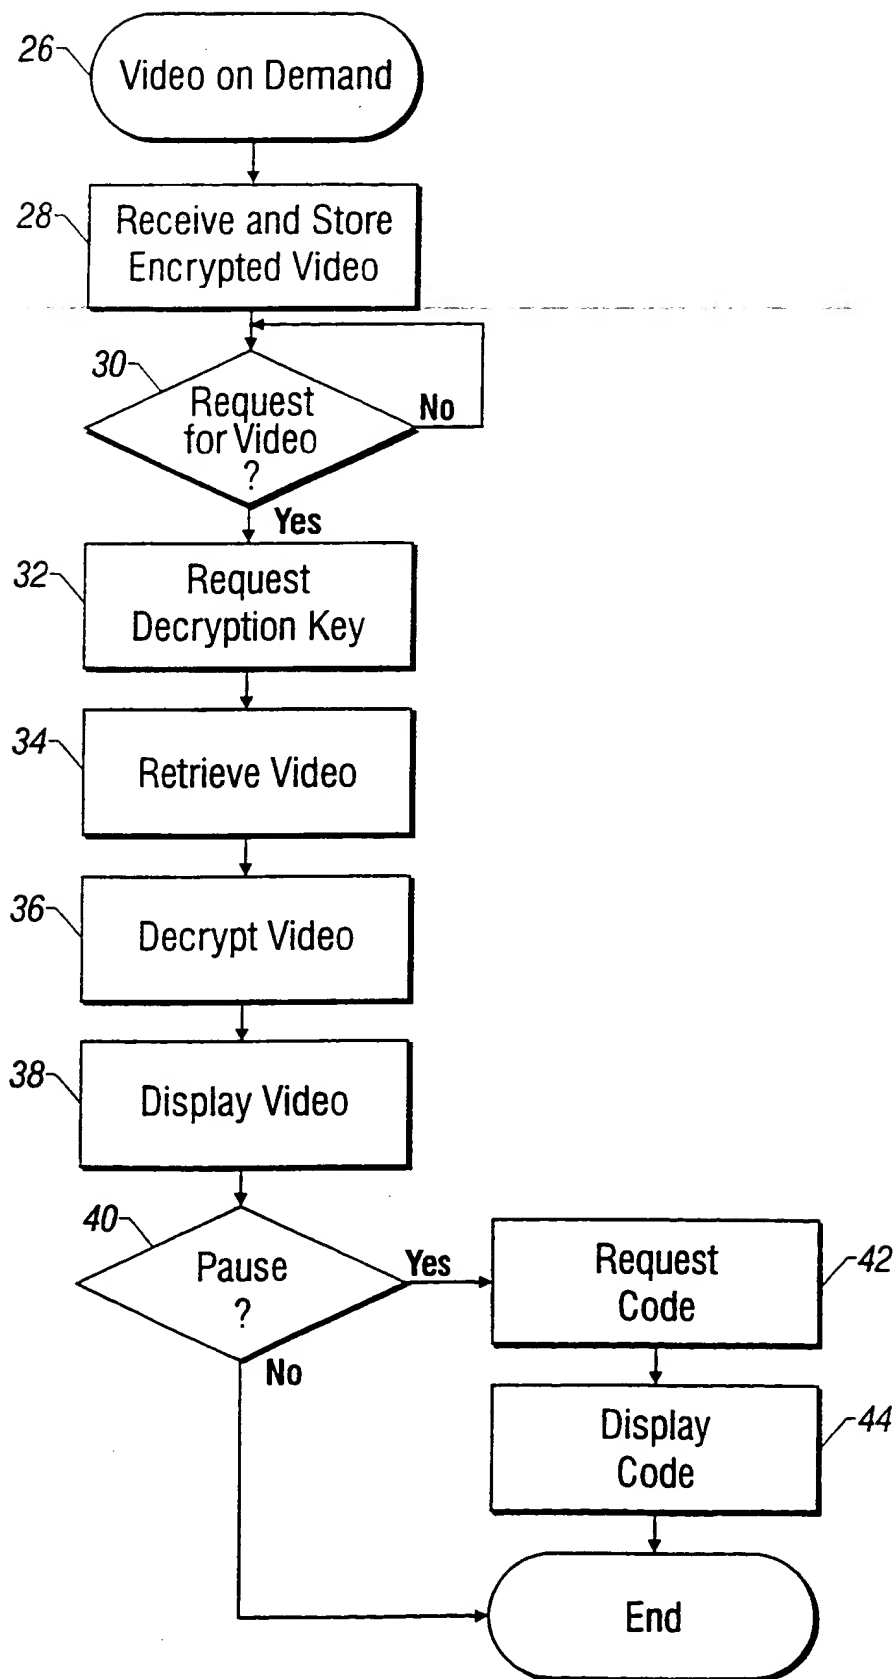 26
Video on Demand
28
Receive and Store
Encrypted Video
30
Request
for Video
?
No
Yes
32
Request
Decryption Key
34
Retrieve Video
36
Decrypt Video
38
Display Video
40
Pause
?
Yes
No
42
Request
Code
44
Display
Code
End